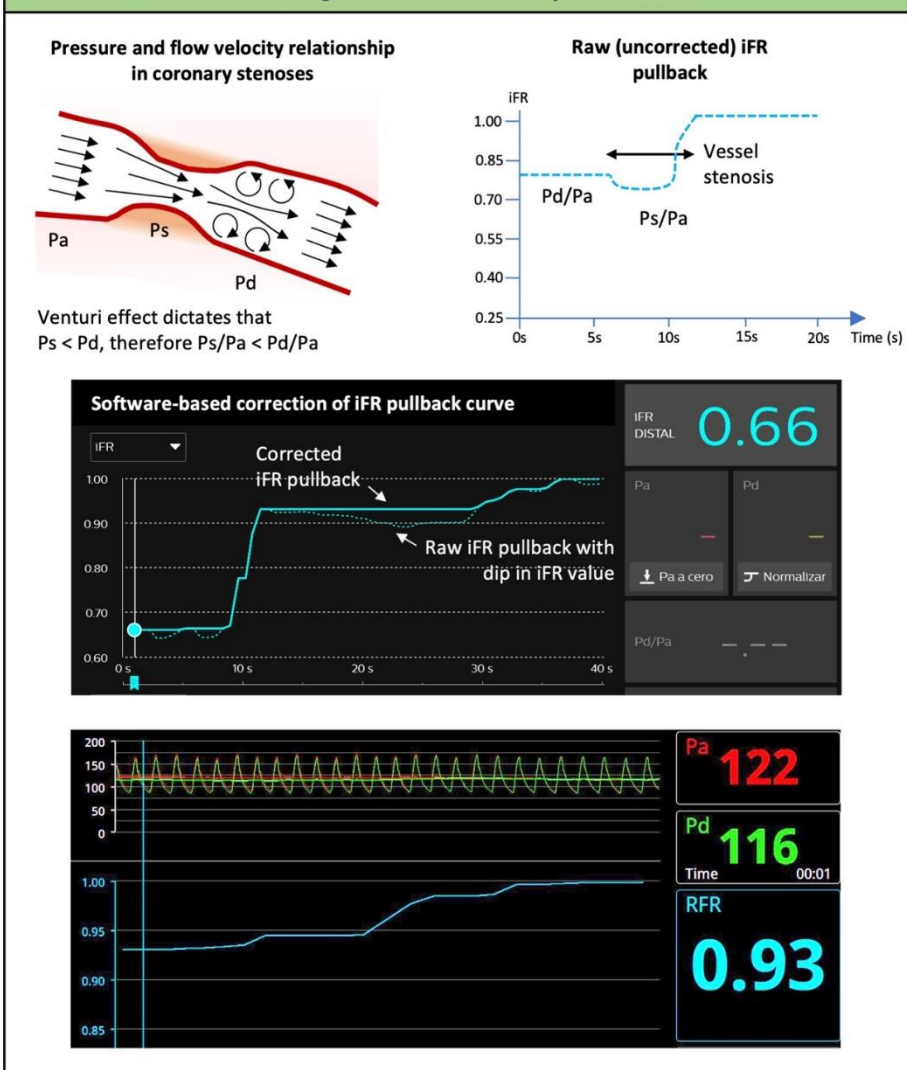 Pressure and flow velocity relationship
in coronary stenoses
Pa
Ps
Pd
Venturi effect dictates that
Ps < Pd, therefore Ps/Pa < Pd/Pa
Raw (uncorrected) iFR
pullback
iFR
1.00
0.85
0.70
0.55
0.40
0.25
Vessel
stenosis
Pd/Pa
Ps/Pa
0s
5s
10s
15s
20s
Time (s)
Software-based correction of iFR pullback curve
iFR
Corrected
iFR pullback
Raw iFR pullback with
dip in iFR value
1.00
0.90
0.80
0.70
0.60
0 s
10 s
20 s
30 s
40 s
iFR
DISTAL
0.66
Pa
Pd
Pa a cero
Normalizar
Pd/Pa
-.--
200
150
100
50
0
1.00
0.95
0.90
0.85
Pa
122
Pd
116
Time
00:01
RFR
0.93